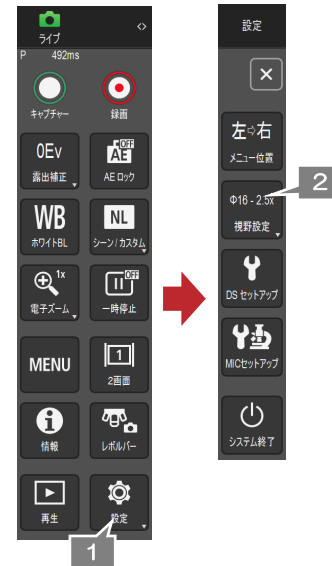 ライブ
P 492ms
キャプチャー 録画
0Ev OFF AE
露出補正 AE ロック
WB NL
ホワイトBL シーン/カスタム
1x OFF
電子ズーム 一時停止
MENU 1
2画面
情報 レボルバー
再生 設定
1
設定
左⇨右
メニュー位置
Φ16 - 2.5x
視野設定
2
DS セットアップ
MICセットアップ
システム終了